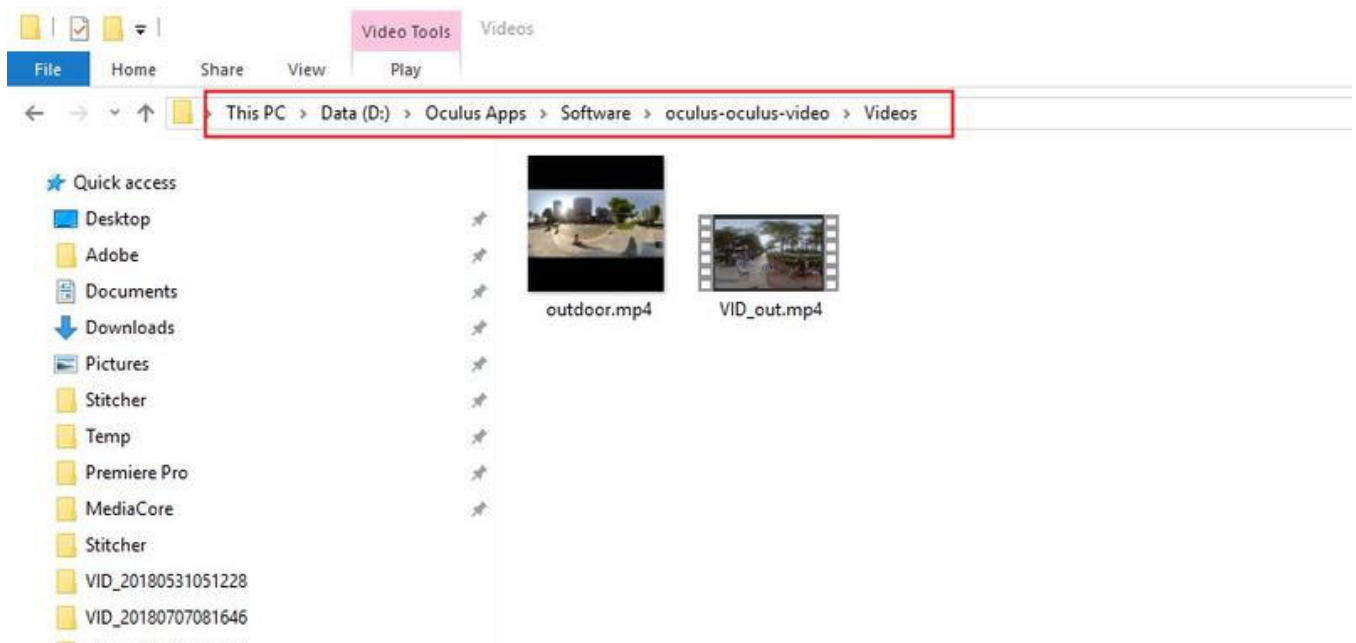 Video Tools Videos
File Home Share View Play
This PC > Data (D:) > Oculus Apps > Software > oculus-oculus-video > Videos
Quick access
Desktop
Adobe
Documents
Downloads
Pictures
Stitcher
Temp
Premiere Pro
MediaCore
Stitcher
VID_20180531051228
VID_20180707081646
outdoor.mp4
VID_out.mp4